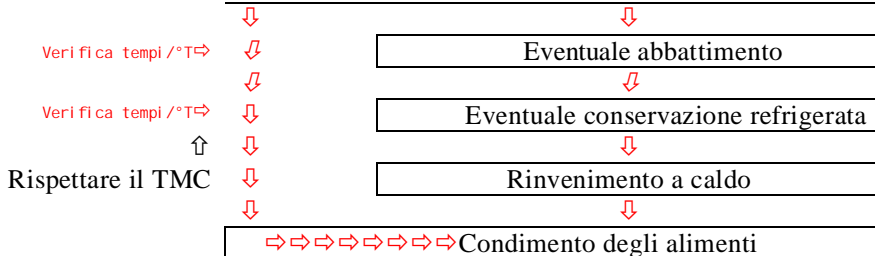 ⇩ ⇩
Verifica tempi/°T⇨ ⇩ Eventuale abbattimento
⇩ ⇩
Verifica tempi/°T⇨ ⇩ Eventuale conservazione refrigerata
⇧ ⇩ ⇩
Rispettare il TMC ⇩ Rinvenimento a caldo
⇩ ⇩
⇨⇨⇨⇨⇨⇨⇨⇨Condimento degli alimenti